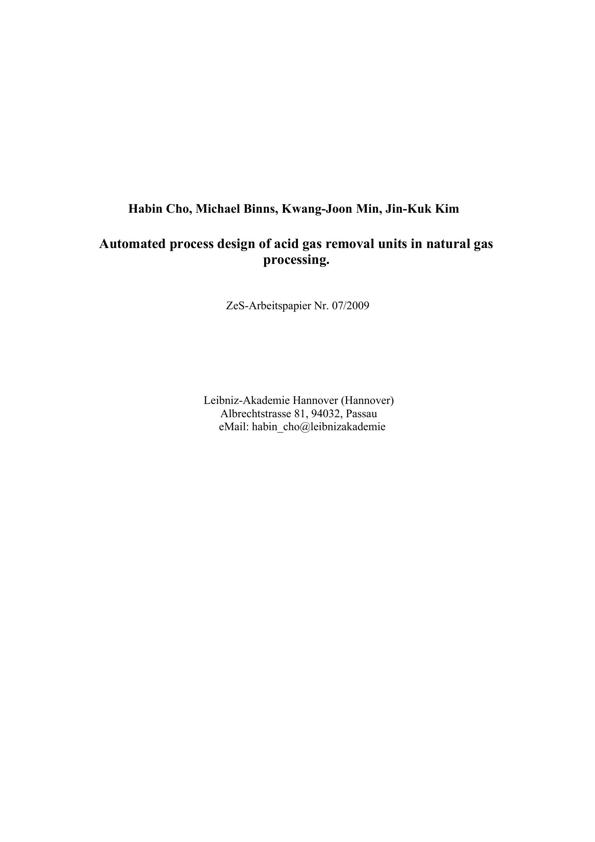 Habin Cho, Michael Binns, Kwang-Joon Min, Jin-Kuk Kim
Automated process design of acid gas removal units in natural gas
processing.
ZeS-Arbeitspapier Nr. 07/2009
Leibniz-Akademie Hannover (Hannover)
Albrechtstrasse 81, 94032, Passau
eMail: habin_cho@leibnizakademie